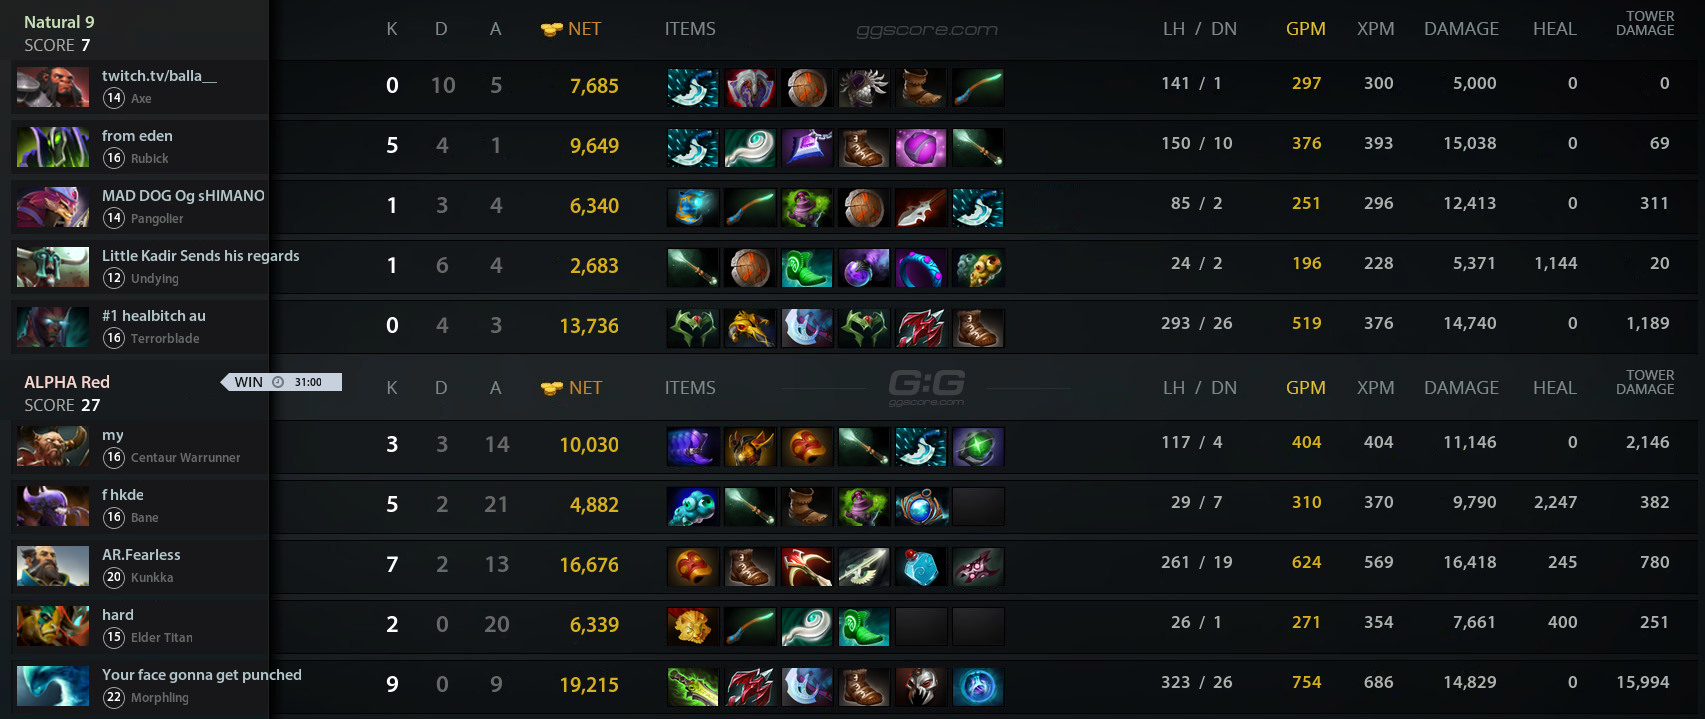 Natural 9
SCORE 7
K D A NET ITEMS ggscore.com LH / DN GPM XPM DAMAGE HEAL TOWER DAMAGE
twitch.tv/balla__
14 Axe 0 10 5 7,685 141 / 1 297 300 5,000 0 0
from eden
16 Rubick 5 4 1 9,649 150 / 10 376 393 15,038 0 69
MAD DOG Og sHIMANO
14 Pangolier 1 3 4 6,340 85 / 2 251 296 12,413 0 311
Little Kadir Sends his regards
12 Undying 1 6 4 2,683 24 / 2 196 228 5,371 1,144 20
#1 healbitch au
16 Terrorblade 0 4 3 13,736 293 / 26 519 376 14,740 0 1,189
ALPHA Red WIN 31:00
SCORE 27
K D A NET ITEMS G:G ggscore.com LH / DN GPM XPM DAMAGE HEAL TOWER DAMAGE
my
16 Centaur Warrunner 3 3 14 10,030 117 / 4 404 404 11,146 0 2,146
f hkde
16 Bane 5 2 21 4,882 29 / 7 310 370 9,790 2,247 382
AR.Fearless
20 Kunkka 7 2 13 16,676 261 / 19 624 569 16,418 245 780
hard
15 Elder Titan 2 0 20 6,339 26 / 1 271 354 7,661 400 251
Your face gonna get punched
22 Morphling 9 0 9 19,215 323 / 26 754 686 14,829 0 15,994